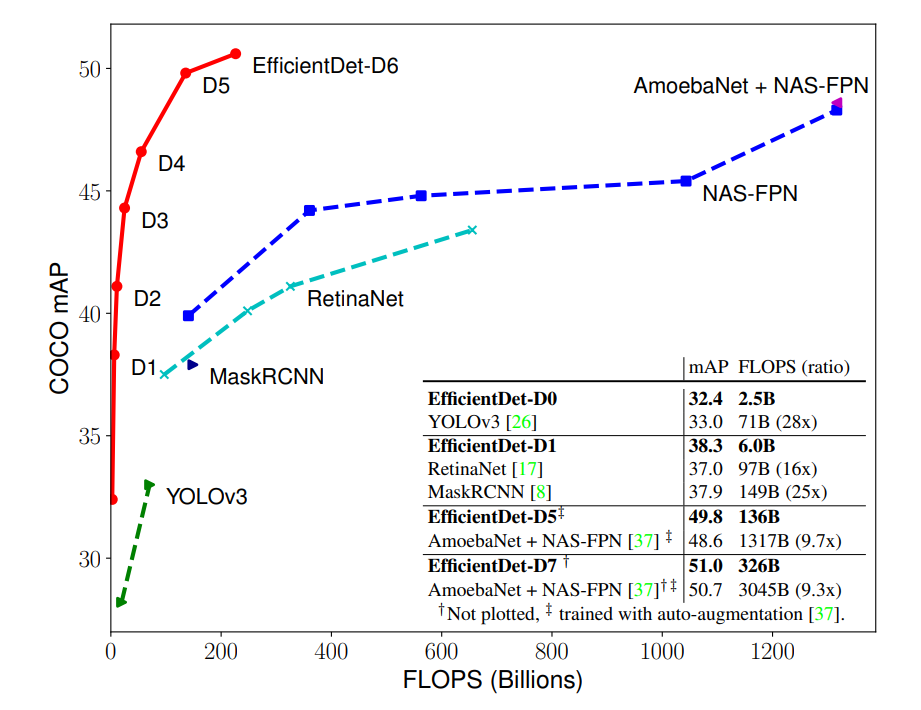 50
45
40
35
30
COCO mAP
0 200 400 600 800 1000 1200
FLOPS (Billions)
EfficientDet-D6
D5
D4
D3
D2
D1
AmoebaNet + NAS-FPN
NAS-FPN
RetinaNet
MaskRCNN
YOLOv3
mAP FLOPS (ratio)
EfficientDet-D0 32.4 2.5B
YOLOv3 [26] 33.0 71B (28x)
EfficientDet-D1 38.3 6.0B
RetinaNet [17] 37.0 97B (16x)
MaskRCNN [8] 37.9 149B (25x)
EfficientDet-D5‡ 49.8 136B
AmoebaNet + NAS-FPN [37] ‡ 48.6 1317B (9.7x)
EfficientDet-D7 † 51.0 326B
AmoebaNet + NAS-FPN [37]†‡ 50.7 3045B (9.3x)
†Not plotted, ‡ trained with auto-augmentation [37].